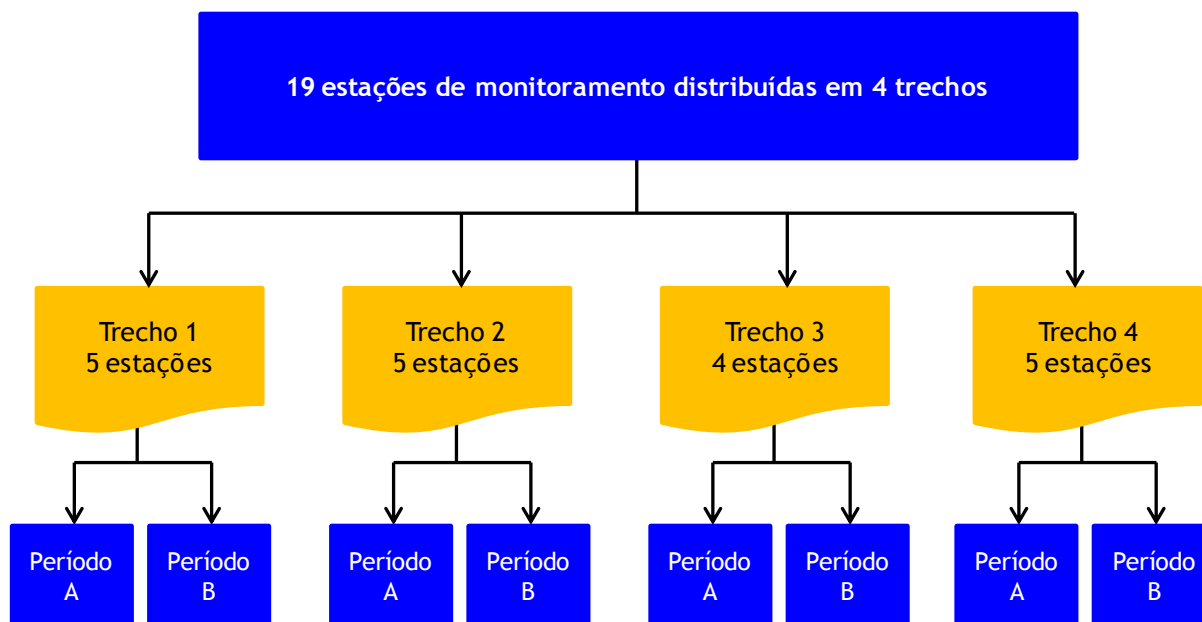 19 estações de monitoramento distribuídas em 4 trechos
Trecho 1
5 estações
Trecho 2
5 estações
Trecho 3
4 estações
Trecho 4
5 estações
Período
A
Período
B
Período
A
Período
B
Período
A
Período
B
Período
A
Período
B